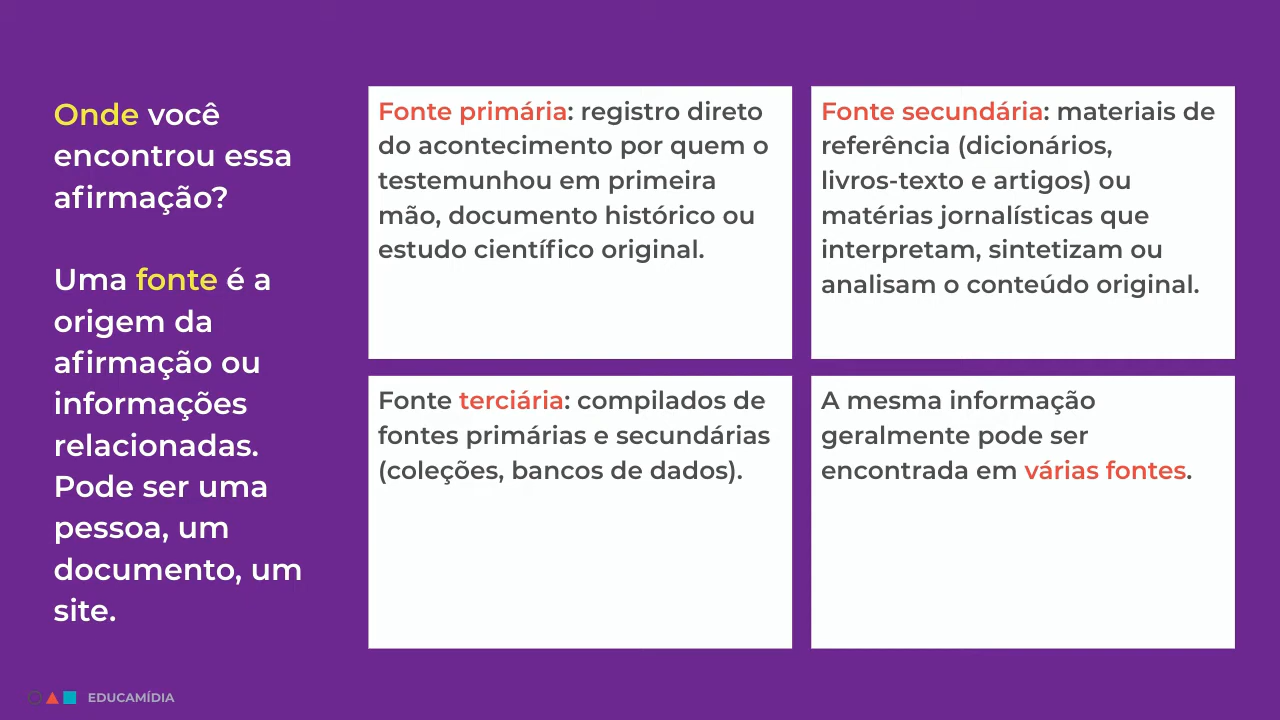 Onde você
encontrou essa
afirmação?
Uma fonte é a
origem da
afirmação ou
informações
relacionadas.
Pode ser uma
pessoa, um
documento, um
site.
Fonte primária: registro direto
do acontecimento por quem o
testemunhou em primeira
mão, documento histórico ou
estudo científico original.
Fonte secundária: materiais de
referência (dicionários,
livros-texto e artigos) ou
matérias jornalísticas que
interpretam, sintetizam ou
analisam o conteúdo original.
Fonte terciária: compilados de
fontes primárias e secundárias
(coleções, bancos de dados).
A mesma informação
geralmente pode ser
encontrada em várias fontes.
EDUCAMÍDIA